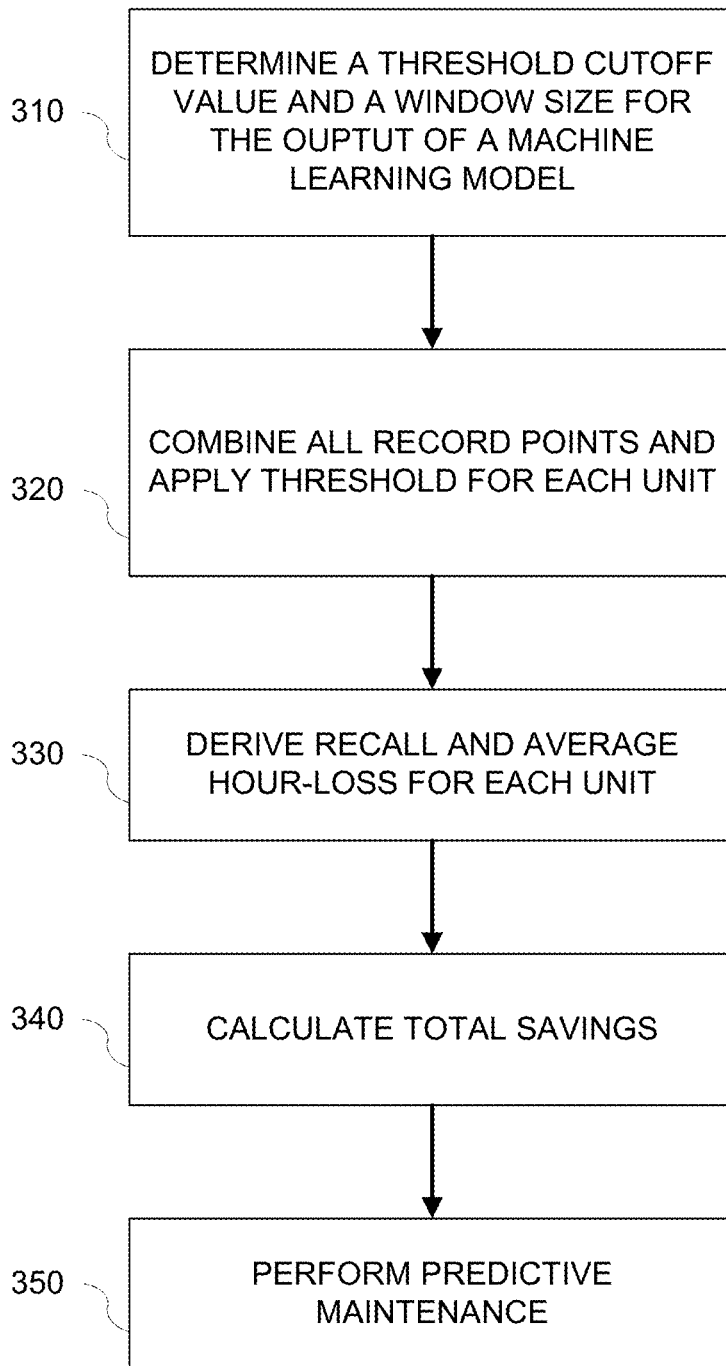 310
DETERMINE A THRESHOLD CUTOFF
VALUE AND A WINDOW SIZE FOR
THE OUPTUT OF A MACHINE
LEARNING MODEL
320
COMBINE ALL RECORD POINTS AND
APPLY THRESHOLD FOR EACH UNIT
330
DERIVE RECALL AND AVERAGE
HOUR-LOSS FOR EACH UNIT
340
CALCULATE TOTAL SAVINGS
350
PERFORM PREDICTIVE
MAINTENANCE